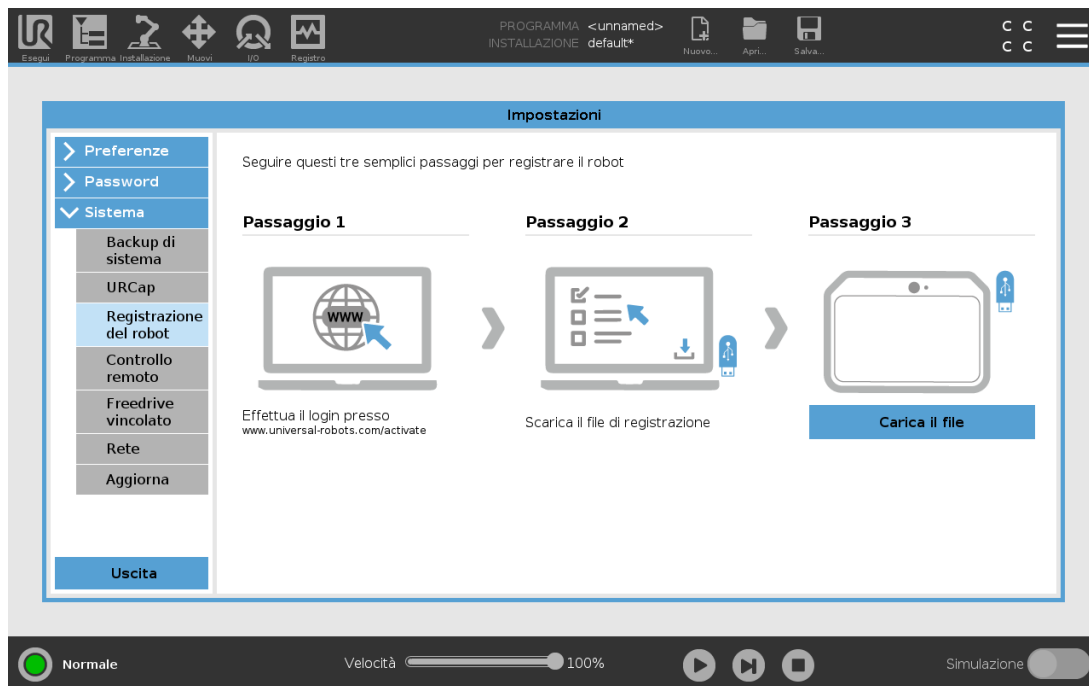 UR
PROGRAMMA <unnamed>
INSTALLAZIONE default*
C C
C C
Esegui Programma Installazione Muovi I/O Registro Nuovo... Apri... Salva...
Impostazioni
Preferenze
Password
Sistema
Backup di
sistema
URCap
Registrazione
del robot
Controllo
remoto
Freedrive
vincolato
Rete
Aggiorna
Uscita
Seguire questi tre semplici passaggi per registrare il robot
Passaggio 1
WWW
Effettua il login presso
www.universal-robots.com/activate
Passaggio 2
Scarica il file di registrazione
Passaggio 3
Carica il file
Normale
Velocità 100%
Simulazione